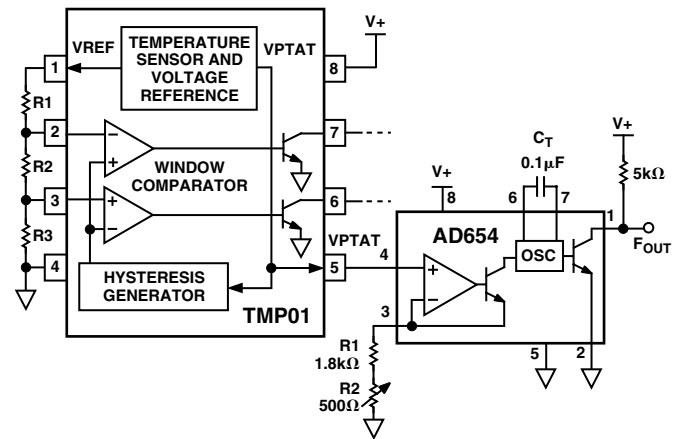 TEMPERATURE
SENSOR AND
VOLTAGE
REFERENCE
VREF
VPTAT
V+
1
8
R1
2
7
R2
WINDOW
COMPARATOR
3
6
R3
VPTAT
4
5
HYSTERESIS
GENERATOR
TMP01
CT
0.1µF
V+
V+
5kΩ
6
7
8
1
AD654
FOUT
4
OSC
3
R1
1.8kΩ
5
2
R2
500Ω
−
+
+
−
+
−